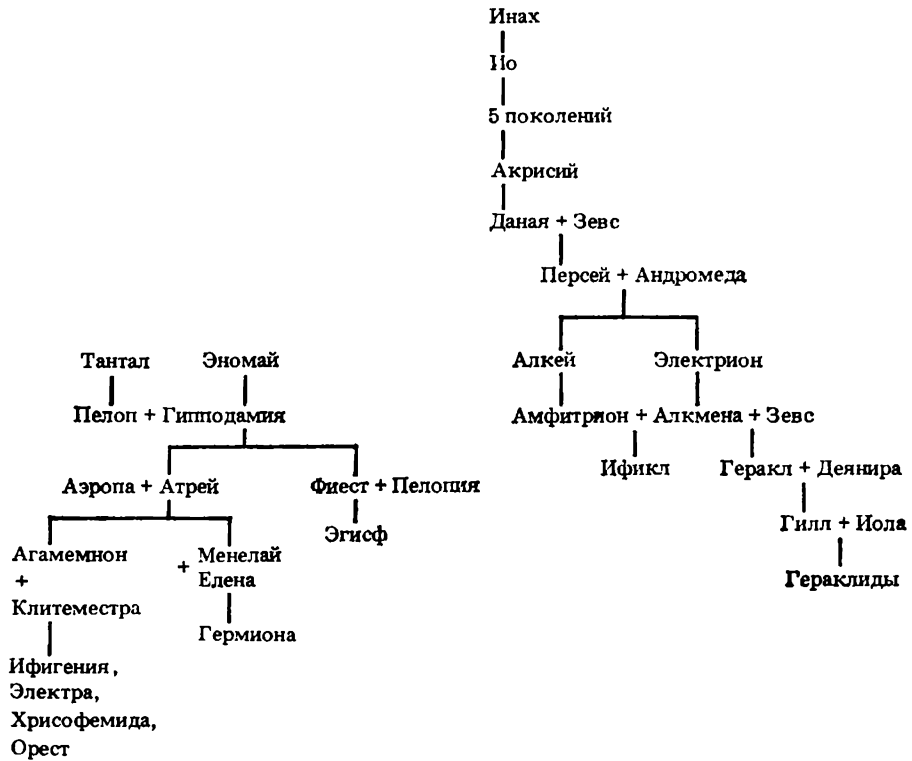 Инах
Ио
5 поколений
Акрисий
Даная + Зевс
Персей + Андромеда
Алкей Электрион
Амфитрион + Алкмена + Зевс
Ификл Геракл + Деянира
Гилл + Иола
Гераклиды
Тантал Эномай
Пелоп + Гипподамия
Аэропа + Атрей Фиест + Пелопия
Эгисф
Агамемнон
+
Клитеместра
+ Менелай
Елена
Гермиона
Ифигения,
Электра,
Хрисофемида,
Орест